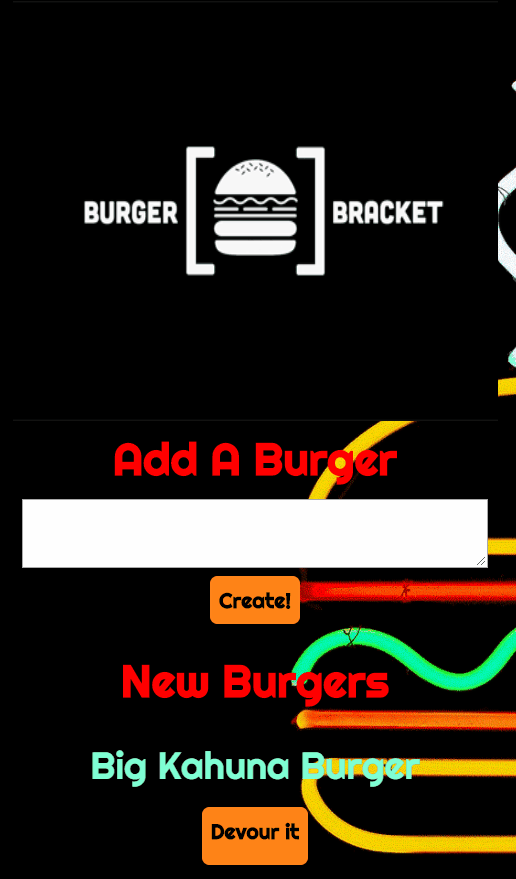 BURGER BRACKET
Add A Burger
Create!
New Burgers
Big Kahuna Burger
Devour it